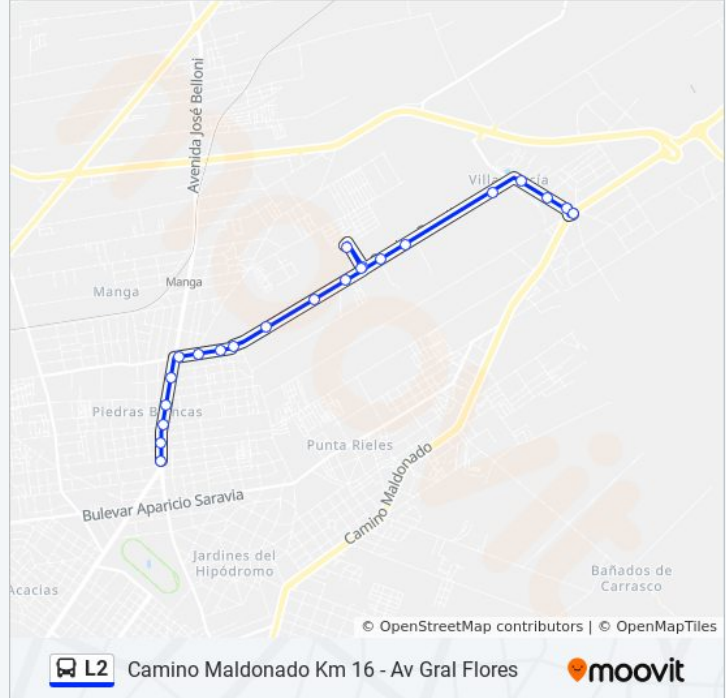 Avenida José Belloni
Villa García
Manga
Manga
Piedras Blancas
Punta Rieles
Camino Maldonado
Bulevar Aparicio Saravia
Jardines del
Hipódromo
Acacias
Bañados de
Carrasco
© OpenStreetMap contributors | © OpenMapTiles
L2 Camino Maldonado Km 16 - Av Gral Flores
moovit